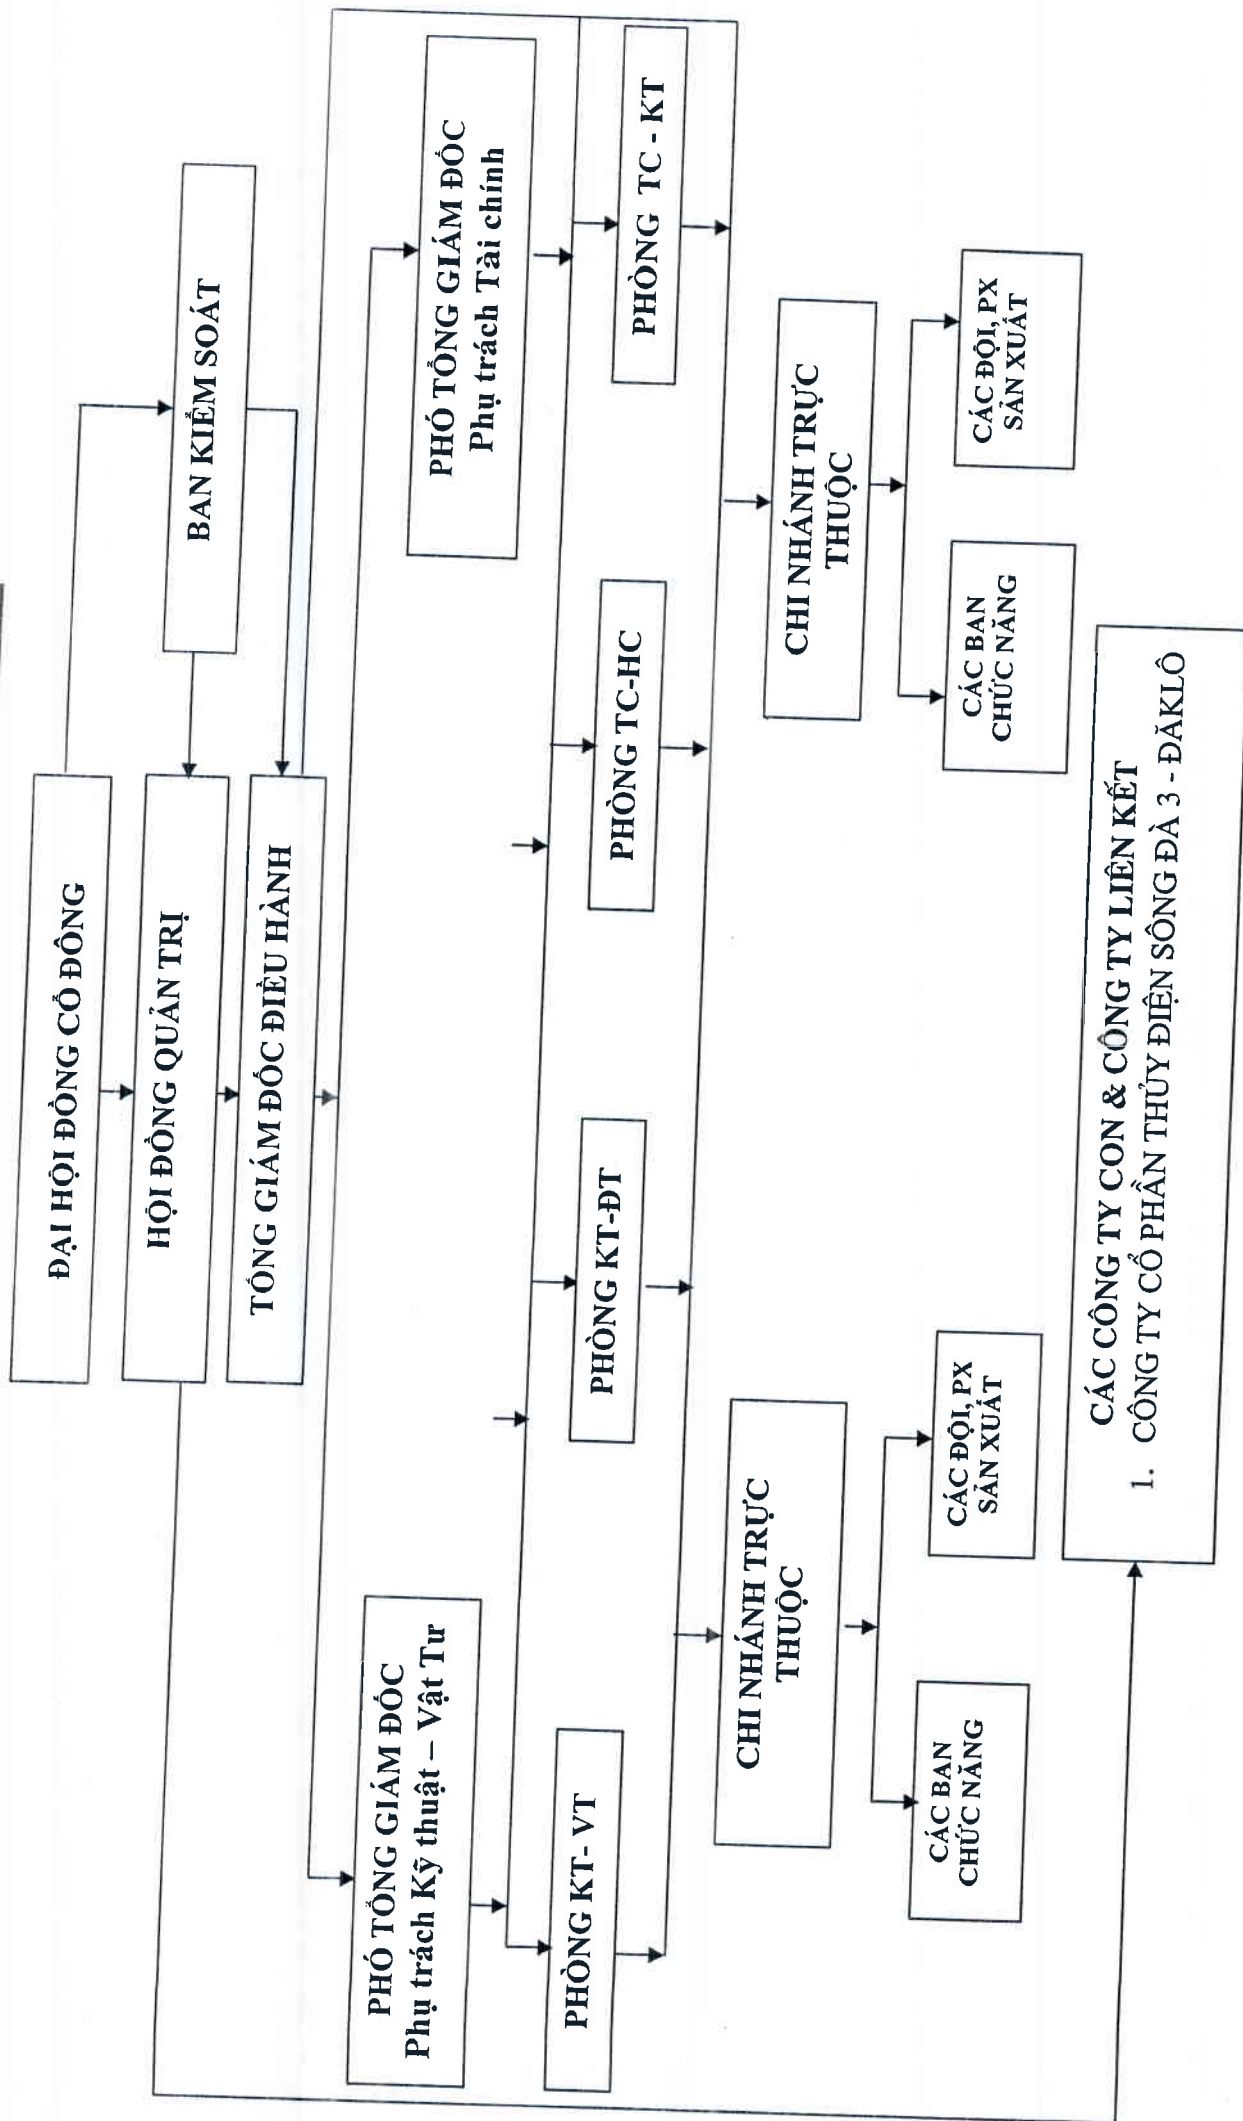 ĐẠI HỘI ĐỒNG CỔ ĐÔNG
BAN KIỂM SOÁT
HỘI ĐỒNG QUẢN TRỊ
TỔNG GIÁM ĐỐC ĐIỀU HÀNH
PHÓ TỔNG GIÁM ĐỐC
Phụ trách Kỹ thuật – Vật Tư
PHÓ TỔNG GIÁM ĐỐC
Phụ trách Tài chính
PHÒNG KT- VT
PHÒNG KT-ĐT
PHÒNG TC-HC
PHÒNG TC - KT
CHI NHÁNH TRỰC
THUỘC
CHI NHÁNH TRỰC
THUỘC
CÁC BAN
CHỨC NĂNG
CÁC ĐỘI, PX
SẢN XUẤT
CÁC BAN
CHỨC NĂNG
CÁC ĐỘI, PX
SẢN XUẤT
CÁC CÔNG TY CON & CÔNG TY LIÊN KẾT
1. CÔNG TY CỔ PHẦN THỦY ĐIỆN SÔNG ĐÀ 3 - ĐĂKLÔ